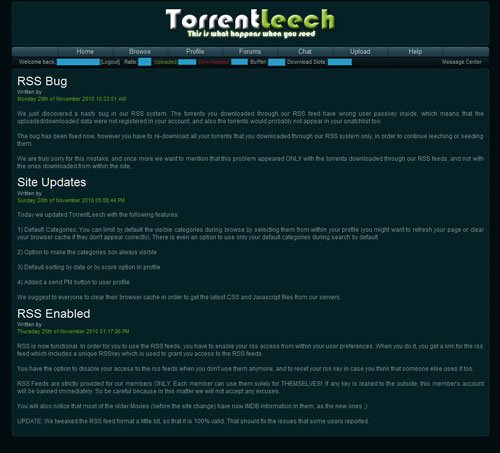 TorrentLeech
This is what happens when you seed
Home Browse Profile Forums Chat Upload Help
Welcome back, [Logout] Ratio: Uploaded: Downloaded: Buffer: Download Slots: Message Center
RSS Bug
Written by
Monday 29th of November 2010 10:33:51 AM
We just discovered a nasty bug in our RSS system. The torrents you downloaded through our RSS feed have wrong user passkey inside, which means that the
uploaded/downloaded data were not registered in your account, and also the torrents would probably not appear in your snatchlist too.
The bug has been fixed now, however you have to re-download all your torrents that you downloaded through our RSS system only, in order to continue leeching or seeding
them.
We are truly sorry for this mistake, and once more we want to mention that this problem appeared ONLY with the torrents downloaded through our RSS feeds, and not with
the ones downloaded from within the site.
Site Updates
Written by
Sunday 28th of November 2010 05:08:44 PM
Today we updated TorrentLeech with the following features:
1) Default Categories: You can limit by default the visible categories during browse by selecting them from within your profile (you might want to refresh your page or clear
your browser cache if they don't appear correctly). There is even an option to use only your default categories during search by default
2) Option to make the categories box always visible
3) Default sorting by date or by score option in profile
4) Added a send PM button to user profile
We suggest to everyone to clear their browser cache in order to get the latest CSS and Javascript files from our servers.
RSS Enabled
Written by
Thursday 25th of November 2010 01:17:06 PM
RSS is now functional. In order for you to use the RSS feeds, you have to enable your rss access from within your user preferences. When you do it, you get a link for the rss
feed which includes a unique RSSkey which is used to grant you access to the RSS feeds.
You have the option to disable your access to the rss feeds when you don't use them anymore, and to reset your rss key in case you think that someone else uses it too.
RSS Feeds are strictly provided for our members ONLY. Each member can use them solely for THEMSELVES!. If any key is leaked to the outside, this member's account
will be banned immediately. So be careful because in this matter we will not accept any excuses.
You will also notice that most of the older Movies (before the site change) have now IMDB information in them, as the new ones ;)
UPDATE: We tweaked the RSS feed format a little bit, so that it is 100% valid. That should fix the issues that some users reported.